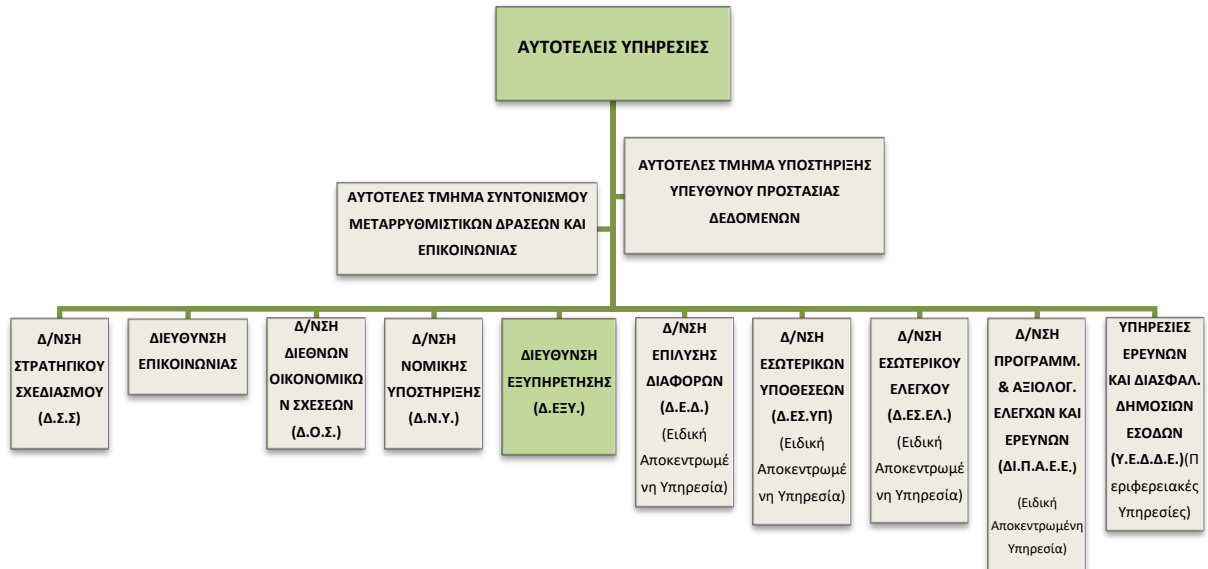 ΑΥΤΟΤΕΛΕΙΣ ΥΠΗΡΕΣΙΕΣ
ΑΥΤΟΤΕΛΕΣ ΤΜΗΜΑ ΥΠΟΣΤΗΡΙΞΗΣ
ΥΠΕΥΘΥΝΟΥ ΠΡΟΣΤΑΣΙΑΣ
ΔΕΔΟΜΕΝΩΝ
ΑΥΤΟΤΕΛΕΣ ΤΜΗΜΑ ΣΥΝΤΟΝΙΣΜΟΥ
ΜΕΤΑΡΡΥΘΜΙΣΤΙΚΩΝ ΔΡΑΣΕΩΝ ΚΑΙ
ΕΠΙΚΟΙΝΩΝΙΑΣ
Δ/ΝΣΗ
ΣΤΡΑΤΗΓΙΚΟΥ
ΣΧΕΔΙΑΣΜΟΥ
(Δ.Σ.Σ)
ΔΙΕΥΘΥΝΣΗ
ΕΠΙΚΟΙΝΩΝΙΑΣ
Δ/ΝΣΗ
ΔΙΕΘΝΩΝ
ΟΙΚΟΝΟΜΙΚΩ
Ν ΣΧΕΣΕΩΝ
(Δ.Ο.Σ.)
Δ/ΝΣΗ
ΝΟΜΙΚΗΣ
ΥΠΟΣΤΗΡΙΞΗΣ
(Δ.Ν.Υ.)
ΔΙΕΥΘΥΝΣΗ
ΕΞΥΠΗΡΕΤΗΣΗΣ
(Δ.ΕΞΥ.)
Δ/ΝΣΗ
ΕΠΙΛΥΣΗΣ
ΔΙΑΦΟΡΩΝ
(Δ.Ε.Δ.)
(Ειδική
Αποκεντρωμέ
νη Υπηρεσία)
Δ/ΝΣΗ
ΕΣΩΤΕΡΙΚΩΝ
ΥΠΟΘΕΣΕΩΝ
(Δ.ΕΣ.ΥΠ)
(Ειδική
Αποκεντρωμέ
νη Υπηρεσία)
Δ/ΝΣΗ
ΕΣΩΤΕΡΙΚΟΥ
ΕΛΕΓΧΟΥ
(Δ.ΕΣ.ΕΛ.)
(Ειδική
Αποκεντρωμέ
νη Υπηρεσία)
Δ/ΝΣΗ
ΠΡΟΓΡΑΜΜ.
& ΑΞΙΟΛΟΓ.
ΕΛΕΓΧΩΝ ΚΑΙ
ΕΡΕΥΝΩΝ
(ΔΙ.Π.Α.Ε.Ε.)
(Ειδική
Αποκεντρωμένη
Υπηρεσία)
ΥΠΗΡΕΣΙΕΣ
ΕΡΕΥΝΩΝ
ΚΑΙ ΔΙΑΣΦΑΛ.
ΔΗΜΟΣΙΩΝ
ΕΣΟΔΩΝ
(Υ.Ε.Δ.Δ.Ε.)(Π
εριφερειακές
Υπηρεσίες)